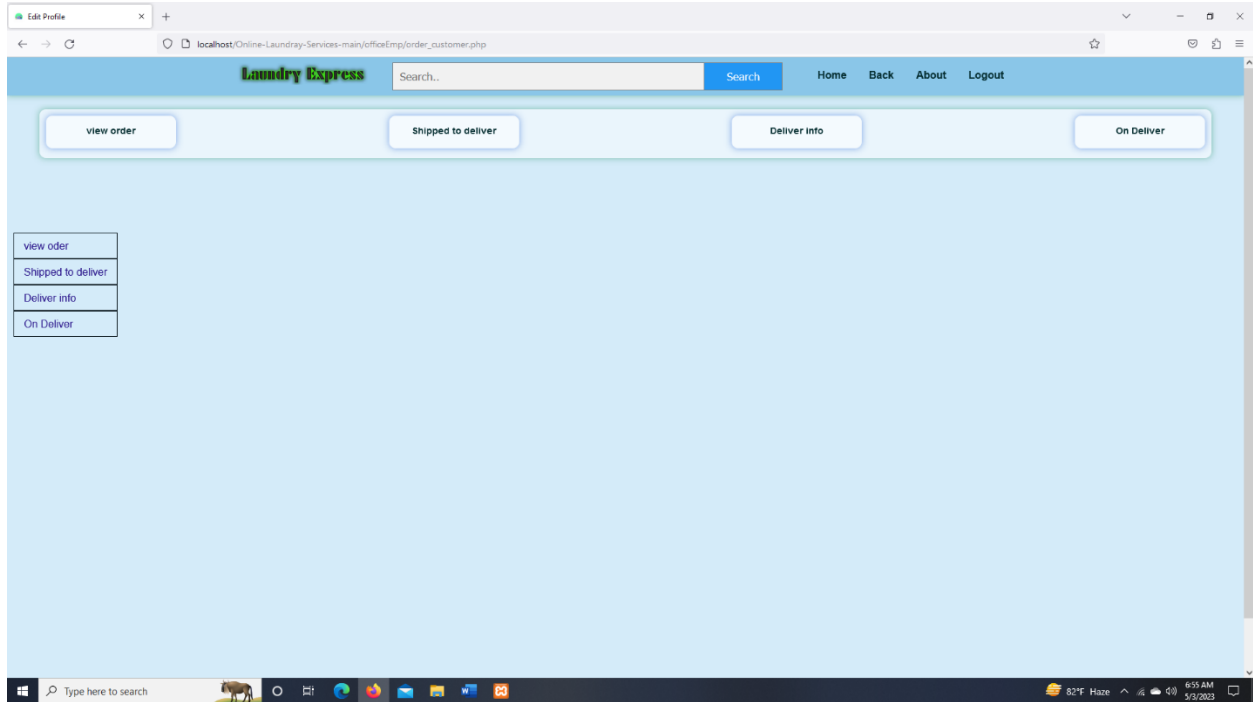 Edit Profile
localhost/Online-Laundray-Services-main/officeEmp/order_customer.php
Laundry Express Search.. Search Home Back About Logout
view order Shipped to deliver Deliver info On Deliver
view oder
Shipped to deliver
Deliver info
On Deliver
Type here to search 82°F Haze 6:55 AM
5/3/2023